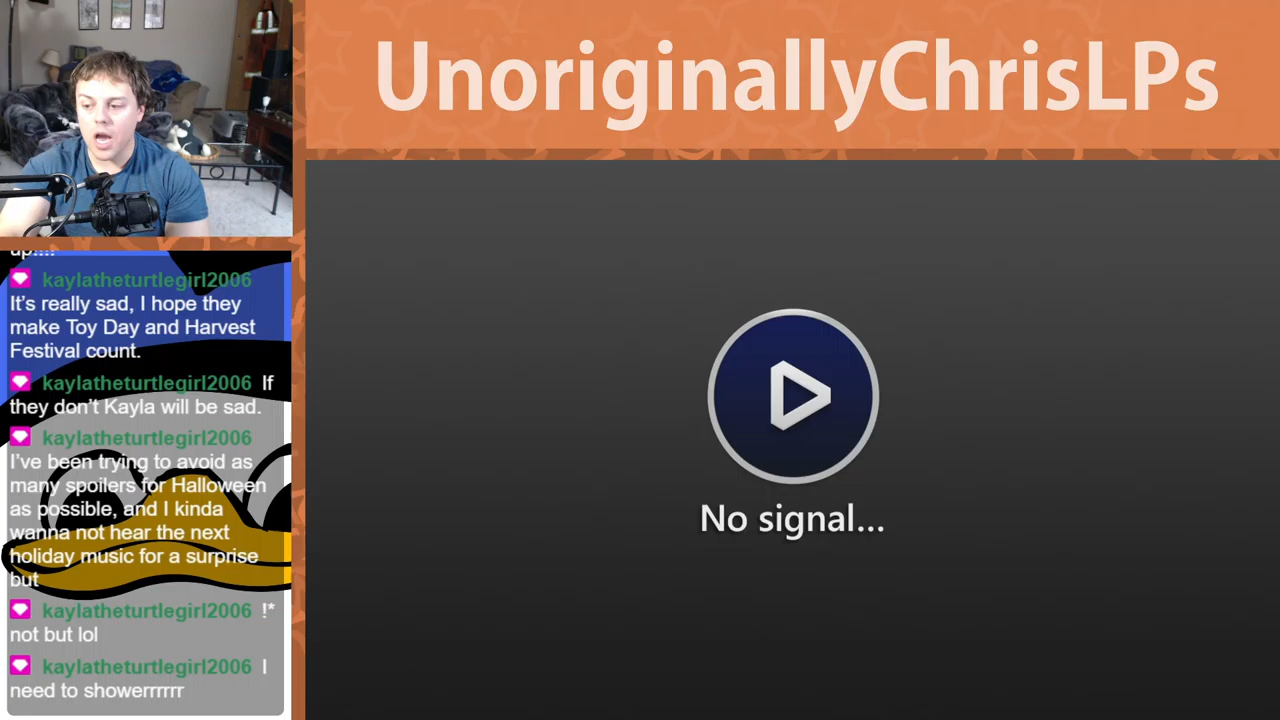 UnoriginallyChrisLPs
up!!!!
kaylatheturtlegirl2006
It's really sad, I hope they
make Toy Day and Harvest
Festival count.
kaylatheturtlegirl2006 If
they don't Kayla will be sad.
kaylatheturtlegirl2006
I've been trying to avoid as
many spoilers for Halloween
as possible, and I kinda
wanna not hear the next
holiday music for a surprise
but
kaylatheturtlegirl2006 !*
not but lol
kaylatheturtlegirl2006 I
need to showerrrrrr
No signal...